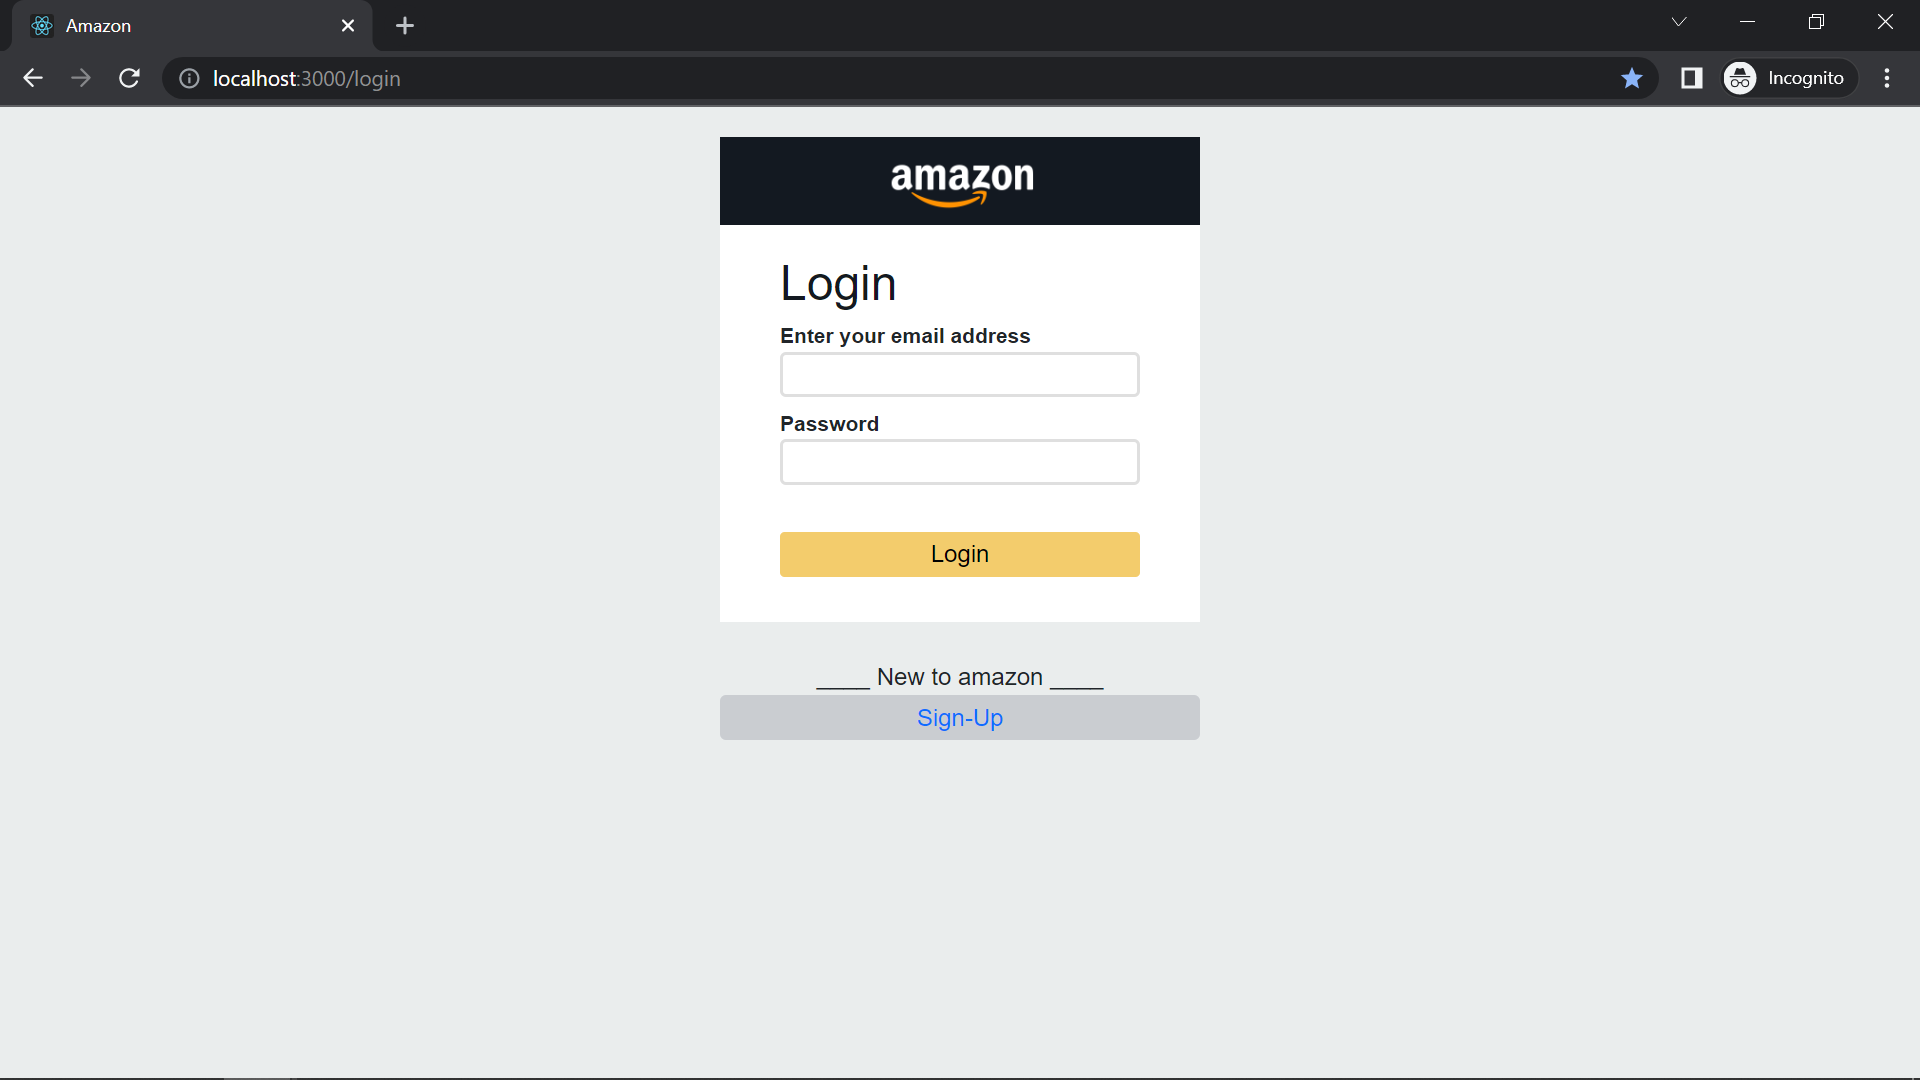 Amazon
localhost:3000/login
Incognito
amazon
Login
Enter your email address
Password
Login
____ New to amazon ____
Sign-Up